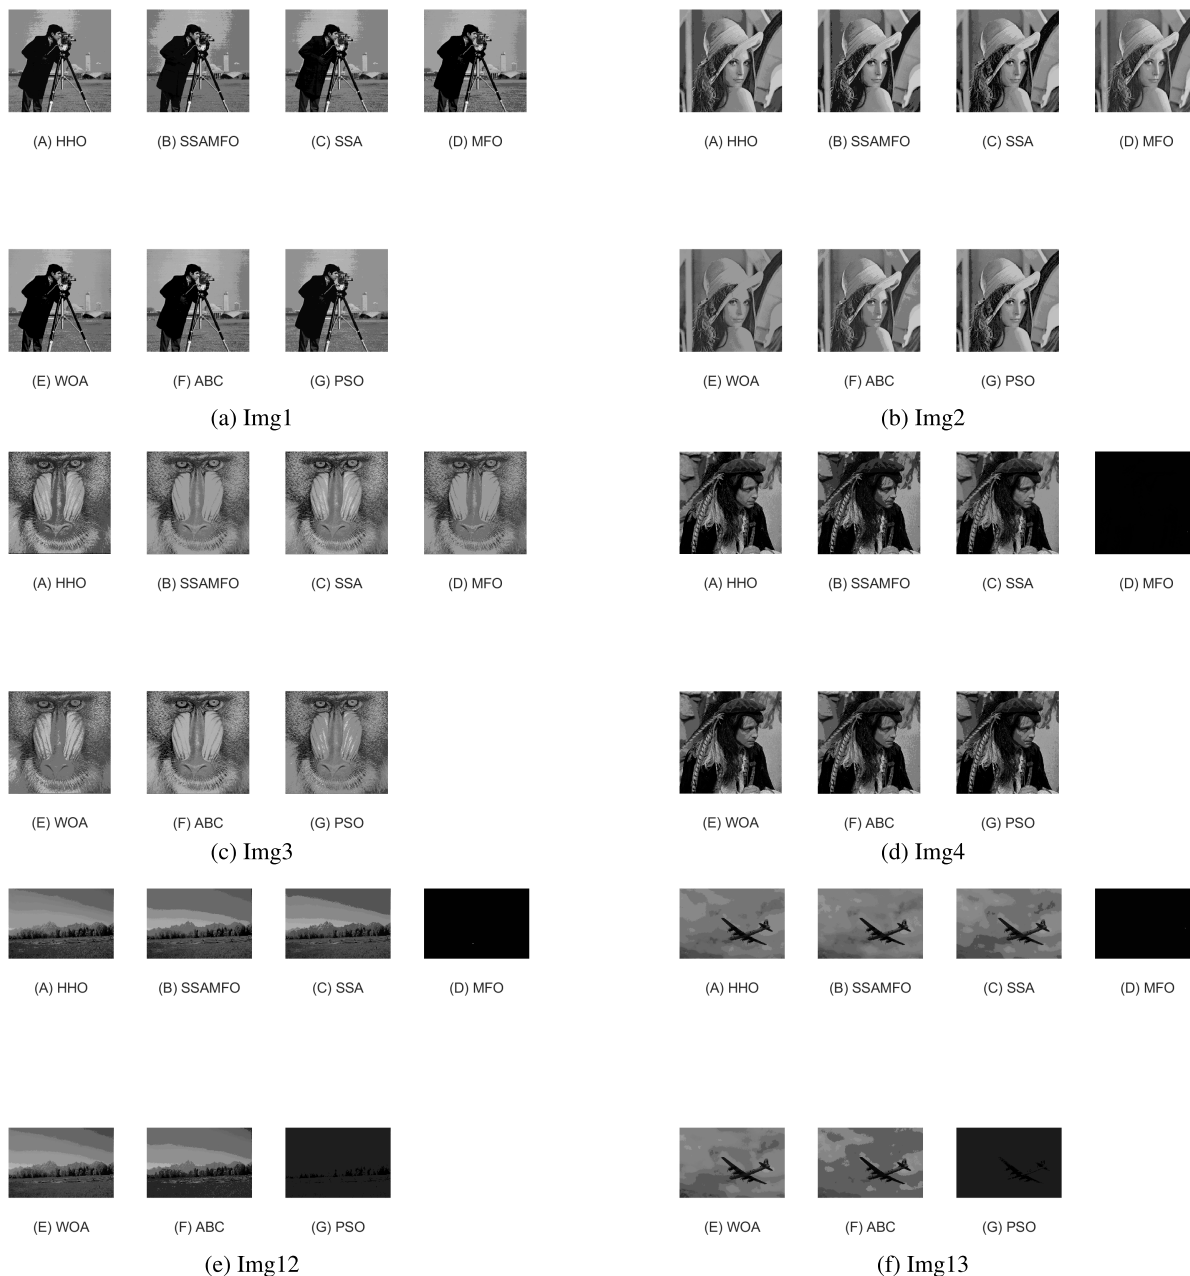 (A) HHO (B) SSAMFO (C) SSA (D) MFO
(E) WOA (F) ABC (G) PSO
(a) Img1
(A) HHO (B) SSAMFO (C) SSA (D) MFO
(E) WOA (F) ABC (G) PSO
(b) Img2
(A) HHO (B) SSAMFO (C) SSA (D) MFO
(E) WOA (F) ABC (G) PSO
(c) Img3
(A) HHO (B) SSAMFO (C) SSA (D) MFO
(E) WOA (F) ABC (G) PSO
(d) Img4
(A) HHO (B) SSAMFO (C) SSA (D) MFO
(E) WOA (F) ABC (G) PSO
(e) Img12
(A) HHO (B) SSAMFO (C) SSA (D) MFO
(E) WOA (F) ABC (G) PSO
(f) Img13